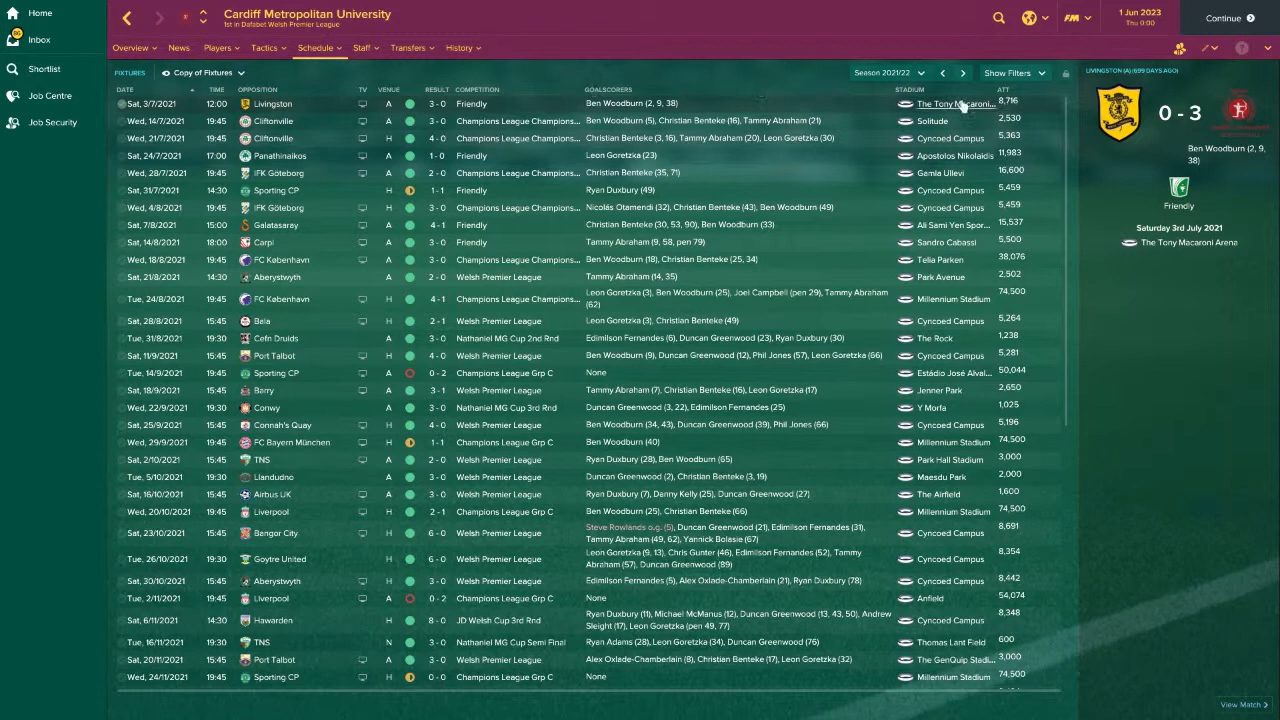 Home
Inbox
Shortlist
Job Centre
Job Security
Cardiff Metropolitan University
1st in Dafabet Welsh Premier League
FM
1 Jun 2023
Thu 0:00
Continue
Overview News Players Tactics Schedule Staff Transfers History
FIXTURES Copy of Fixtures Season 2021/22 Show Filters
DATE TIME OPPOSITION TV VENUE RESULT COMPETITION GOALSCORERS STADIUM ATT
Sat, 3/7/2021 12:00 Livingston A 3 - 0 Friendly Ben Woodburn (2, 9, 38) The Tony Macaroni... 8,716
Wed, 14/7/2021 19:45 Cliftonville A 3 - 0 Champions League Champions... Ben Woodburn (5), Christian Benteke (16), Tammy Abraham (21) Solitude 2,530
Wed, 21/7/2021 19:45 Cliftonville H 4 - 0 Champions League Champions... Christian Benteke (3, 16), Tammy Abraham (20), Leon Goretzka (30) Cyncoed Campus 5,363
Sat, 24/7/2021 17:00 Panathinaikos A 1 - 0 Friendly Leon Goretzka (23) Apostolos Nikolaidis 11,983
Wed, 28/7/2021 19:45 IFK Göteborg A 2 - 0 Champions League Champions... Christian Benteke (35, 71) Gamla Ullevi 16,600
Sat, 31/7/2021 14:30 Sporting CP H 1 - 1 Friendly Ryan Duxbury (49) Cyncoed Campus 5,459
Wed, 4/8/2021 19:45 IFK Göteborg H 3 - 0 Champions League Champions... Nicolás Otamendi (32), Christian Benteke (43), Ben Woodburn (49) Cyncoed Campus 5,459
Sat, 7/8/2021 15:00 Galatasaray A 4 - 1 Friendly Christian Benteke (30, 53, 90), Ben Woodburn (33) Ali Sami Yen Spor... 15,537
Sat, 14/8/2021 18:00 Carpi A 3 - 0 Friendly Tammy Abraham (9, 58, pen 79) Sandro Cabassi 5,500
Wed, 18/8/2021 19:45 FC København A 3 - 0 Champions League Champions... Ben Woodburn (18), Christian Benteke (25, 34) Telia Parken 38,076
Sat, 21/8/2021 14:30 Aberystwyth A 2 - 0 Welsh Premier League Tammy Abraham (14, 35) Park Avenue 2,502
Tue, 24/8/2021 19:45 FC København H 4 - 1 Champions League Champions... Leon Goretzka (3), Ben Woodburn (25), Joel Campbell (pen 29), Tammy Abraham (62) Millennium Stadium 74,500
Sat, 28/8/2021 15:45 Bala H 2 - 1 Welsh Premier League Leon Goretzka (3), Christian Benteke (49) Cyncoed Campus 5,264
Tue, 31/8/2021 19:30 Cefn Druids A 3 - 0 Nathaniel MG Cup 2nd Rnd Edimilson Fernandes (6), Duncan Greenwood (23), Ryan Duxbury (30) The Rock 1,238
Sat, 11/9/2021 15:45 Port Talbot H 4 - 0 Welsh Premier League Ben Woodburn (9), Duncan Greenwood (12), Phil Jones (57), Leon Goretzka (66) Cyncoed Campus 5,281
Tue, 14/9/2021 19:45 Sporting CP A 0 - 2 Champions League Grp C None Estádio José Alval... 50,044
Sat, 18/9/2021 15:45 Barry A 3 - 1 Welsh Premier League Tammy Abraham (7), Christian Benteke (16), Leon Goretzka (17) Jenner Park 2,650
Wed, 22/9/2021 19:30 Conwy A 3 - 0 Nathaniel MG Cup 3rd Rnd Duncan Greenwood (3, 22), Edimilson Fernandes (25) Y Morfa 1,025
Sat, 25/9/2021 15:45 Connah's Quay H 4 - 0 Welsh Premier League Ben Woodburn (34, 43), Duncan Greenwood (39), Phil Jones (66) Cyncoed Campus 5,196
Wed, 29/9/2021 19:45 FC Bayern München H 1 - 1 Champions League Grp C Ben Woodburn (40) Millennium Stadium 74,500
Sat, 2/10/2021 15:45 TNS A 2 - 0 Welsh Premier League Ryan Duxbury (28), Ben Woodburn (65) Park Hall Stadium 3,000
Tue, 5/10/2021 19:30 Llandudno A 3 - 0 Welsh Premier League Duncan Greenwood (2), Christian Benteke (3, 19) Maesdu Park 2,000
Sat, 16/10/2021 15:45 Airbus UK A 3 - 0 Welsh Premier League Ryan Duxbury (7), Danny Kelly (25), Duncan Greenwood (27) The Airfield 1,600
Wed, 20/10/2021 19:45 Liverpool H 2 - 1 Champions League Grp C Ben Woodburn (25), Christian Benteke (66) Millennium Stadium 74,500
Sat, 23/10/2021 15:45 Bangor City H 6 - 0 Welsh Premier League Steve Rowlands o.g. (5), Duncan Greenwood (21), Edimilson Fernandes (31), Tammy Abraham (49, 62), Yannick Bolasie (67) Cyncoed Campus 8,691
Tue, 26/10/2021 19:30 Goytre United H 6 - 0 Welsh Premier League Leon Goretzka (9, 13), Chris Gunter (46), Edimilson Fernandes (52), Tammy Abraham (57), Duncan Greenwood (89) Cyncoed Campus 8,354
Sat, 30/10/2021 15:45 Aberystwyth H 3 - 0 Welsh Premier League Edimilson Fernandes (5), Alex Oxlade-Chamberlain (21), Ryan Duxbury (78) Cyncoed Campus 8,442
Tue, 2/11/2021 19:45 Liverpool A 0 - 2 Champions League Grp C None Anfield 54,074
Sat, 6/11/2021 14:30 Hawarden H 8 - 0 JD Welsh Cup 3rd Rnd Ryan Duxbury (11), Michael McManus (12), Duncan Greenwood (13, 43, 50), Andrew Sleight (17), Leon Goretzka (pen 49, 77) Cyncoed Campus 8,348
Tue, 16/11/2021 19:30 TNS N 3 - 0 Nathaniel MG Cup Semi Final Ryan Adams (28), Leon Goretzka (34), Duncan Greenwood (76) Thomas Lant Field 600
Sat, 20/11/2021 15:45 Port Talbot A 3 - 0 Welsh Premier League Alex Oxlade-Chamberlain (8), Christian Benteke (17), Leon Goretzka (32) The GenQuip Stadi... 3,000
Wed, 24/11/2021 19:45 Sporting CP H 0 - 0 Champions League Grp C None Millennium Stadium 74,500
LIVINGSTON (A) (699 DAYS AGO)
0 - 3
Ben Woodburn (2, 9,
38)
Friendly
Saturday 3rd July 2021
The Tony Macaroni Arena
View Match